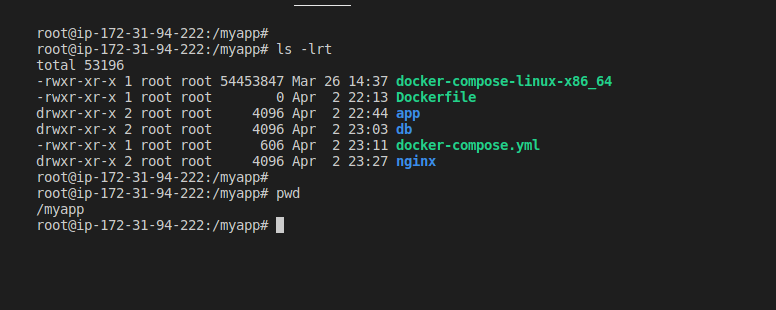 root@ip-172-31-94-222:/myapp#
root@ip-172-31-94-222:/myapp# ls -lrt
total 53196
-rwxr-xr-x 1 root root 54453847 Mar 26 14:37 docker-compose-linux-x86_64
-rwxr-xr-x 1 root root        0 Apr  2 22:13 Dockerfile
drwxr-xr-x 2 root root     4096 Apr  2 22:44 app
drwxr-xr-x 2 root root     4096 Apr  2 23:03 db
-rwxr-xr-x 1 root root      606 Apr  2 23:11 docker-compose.yml
drwxr-xr-x 2 root root     4096 Apr  2 23:27 nginx
root@ip-172-31-94-222:/myapp#
root@ip-172-31-94-222:/myapp# pwd
/myapp
root@ip-172-31-94-222:/myapp#